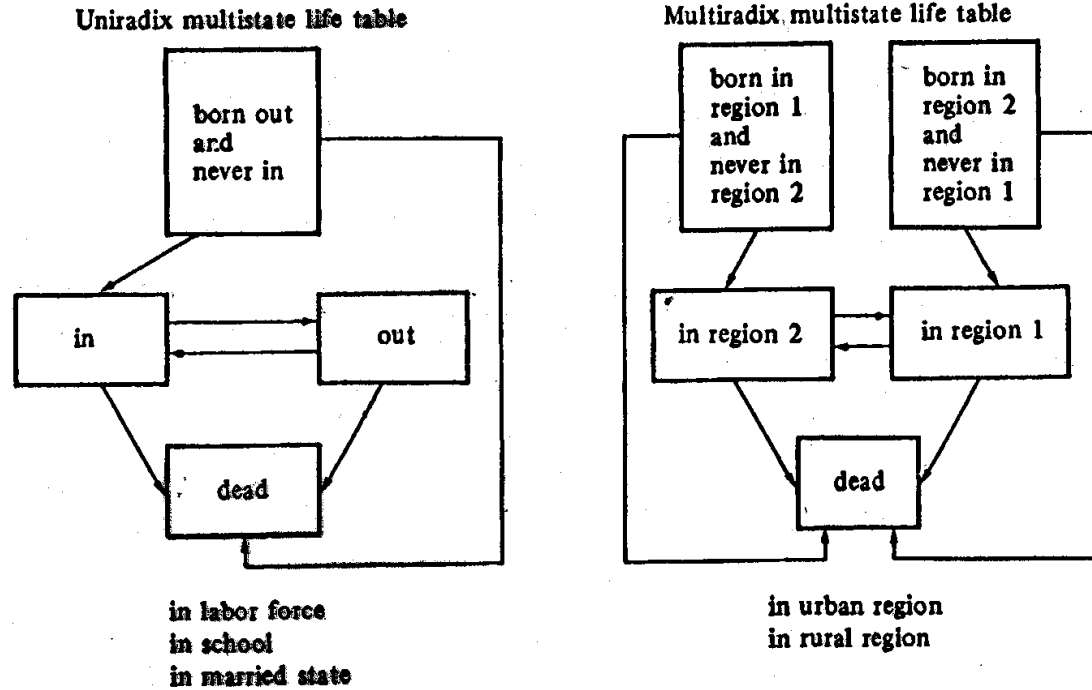 Uniradix multistate life table
born out
and
never in
in
out
dead
in labor force
in school
in married state
Multiradix multistate life table
born in
region 1
and
never in
region 2
born in
region 2
and
never in
region 1
in region 2
in region 1
dead
in urban region
in rural region